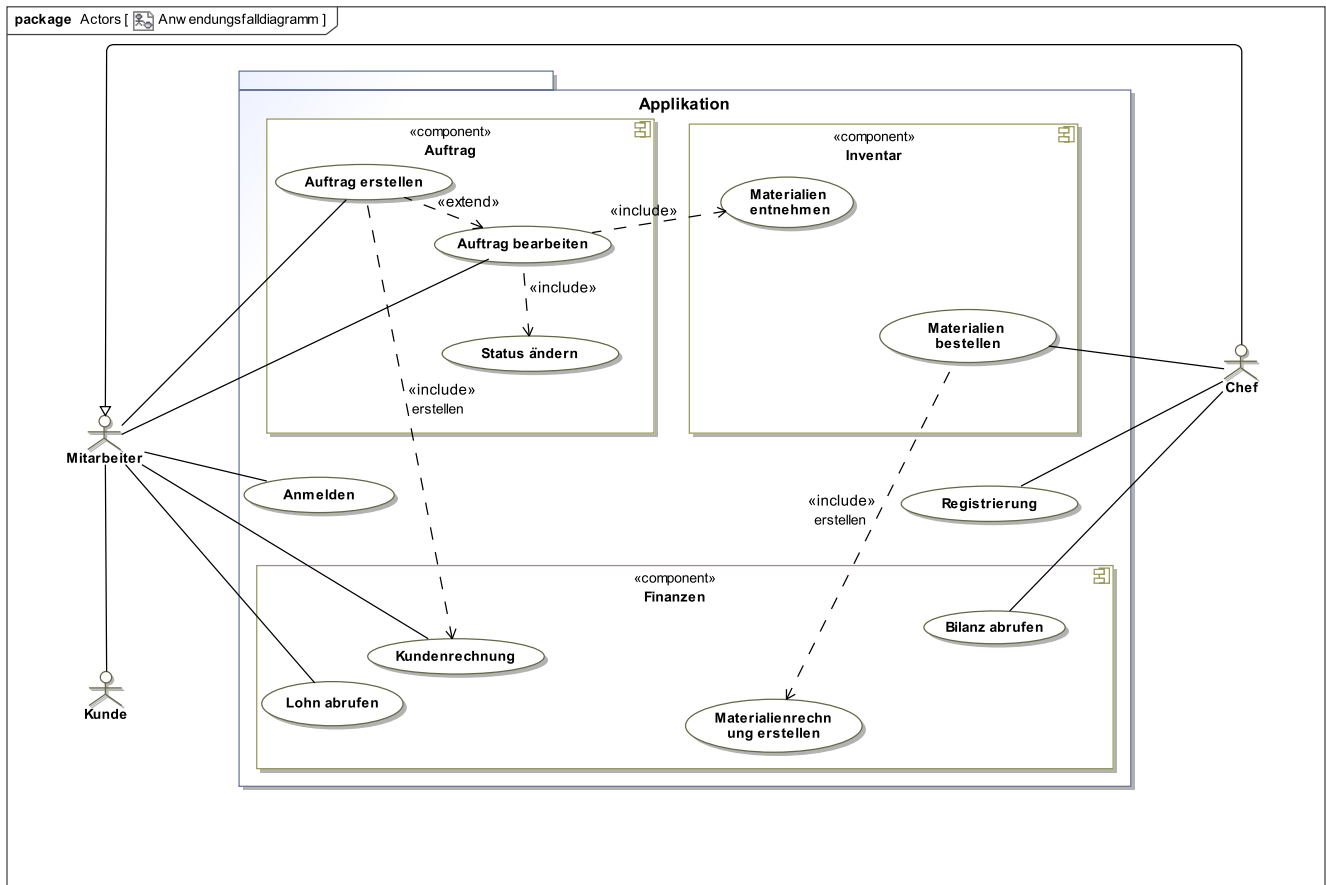 package Actors [ Anwendungsfalldiagramm ]
Applikation
«component»
Auftrag
«component»
Inventar
Auftrag erstellen
«extend»
Materialien
entnehmen
«include»
Auftrag bearbeiten
«include»
Materialien
bestellen
Status ändern
Chef
«include»
erstellen
Mitarbeiter
Anmelden
«include»
erstellen
Registrierung
«component»
Finanzen
Bilanz abrufen
Kundenrechnung
Lohn abrufen
Kunde
Materialienrechn
ung erstellen